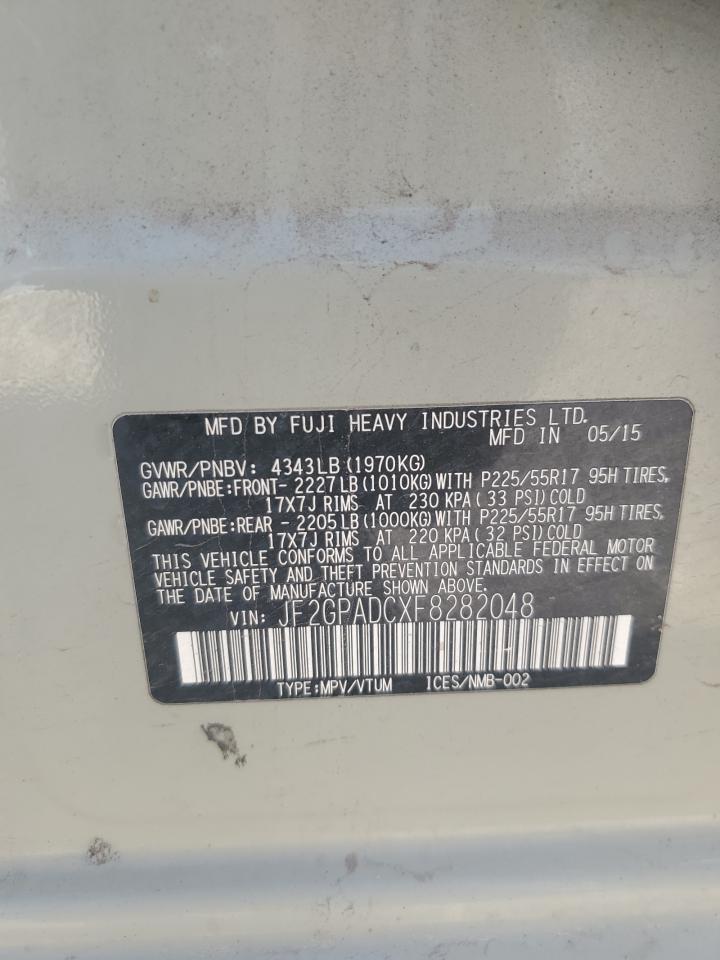 MFD BY FUJI HEAVY INDUSTRIES LTD.
MFD IN 05/15
GVWR/PNBV: 4343LB (1970KG)
GAWR/PNBE:FRONT- 2227LB (1010KG) WITH P225/55R17 95H TIRES,
17X7J RIMS AT 230 KPA ( 33 PSI) COLD
GAWR/PNBE:REAR - 2205LB (1000KG) WITH P225/55R17 95H TIRES,
17X7J RIMS AT 220 KPA ( 32 PSI) COLD
THIS VEHICLE CONFORMS TO ALL APPLICABLE FEDERAL MOTOR
VEHICLE SAFETY AND THEFT PREVENTION STANDARDS IN EFFECT ON
THE DATE OF MANUFACTURE SHOWN ABOVE.
VIN: JF2GPADCXF8282048
TYPE:MPV/VTUM ICES/NMB-002